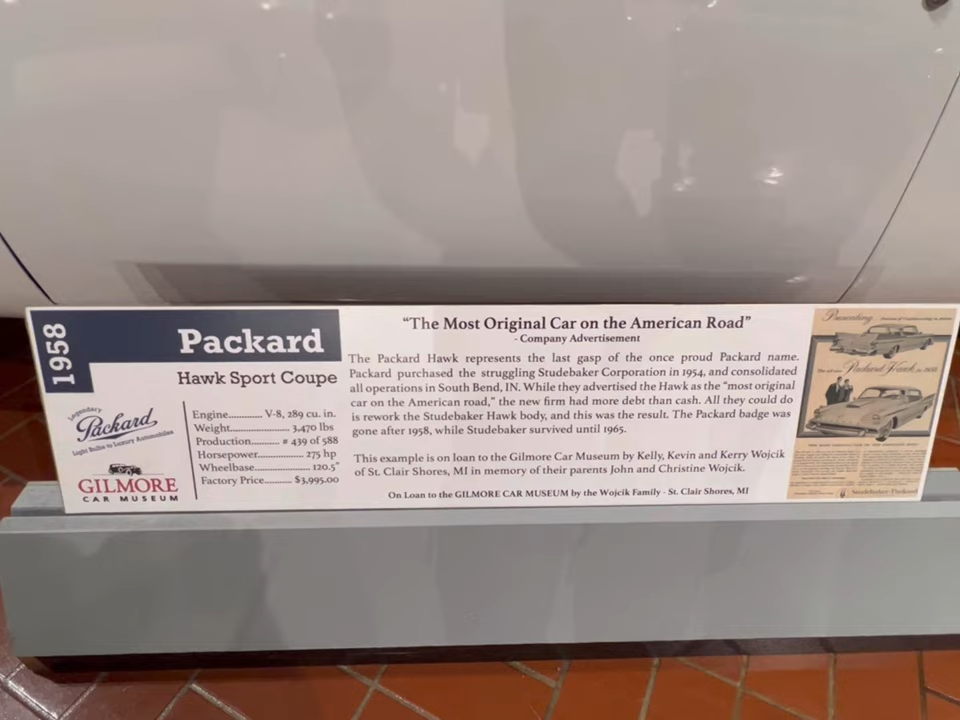 1958
Packard
Hawk Sport Coupe
Legendary
Packard
Light Bulbs to Luxury Automobiles
GILMORE
CAR MUSEUM
Engine............. V-8, 289 cu. in.
Weight...................... 3,470 lbs
Production.......... # 439 of 588
Horsepower................ 275 hp
Wheelbase..................... 120.5"
Factory Price.......... $3,995.00
"The Most Original Car on the American Road"
- Company Advertisement
The Packard Hawk represents the last gasp of the once proud Packard name.
Packard purchased the struggling Studebaker Corporation in 1954, and consolidated
all operations in South Bend, IN. While they advertised the Hawk as the "most original
car on the American road," the new firm had more debt than cash. All they could do
is rework the Studebaker Hawk body, and this was the result. The Packard badge was
gone after 1958, while Studebaker survived until 1965.
This example is on loan to the Gilmore Car Museum by Kelly, Kevin and Kerry Wojcik
of St. Clair Shores, MI in memory of their parents John and Christine Wojcik.
On Loan to the GILMORE CAR MUSEUM by the Wojcik Family - St. Clair Shores, MI
Presenting
Packard Hawk
Studebaker-Packard